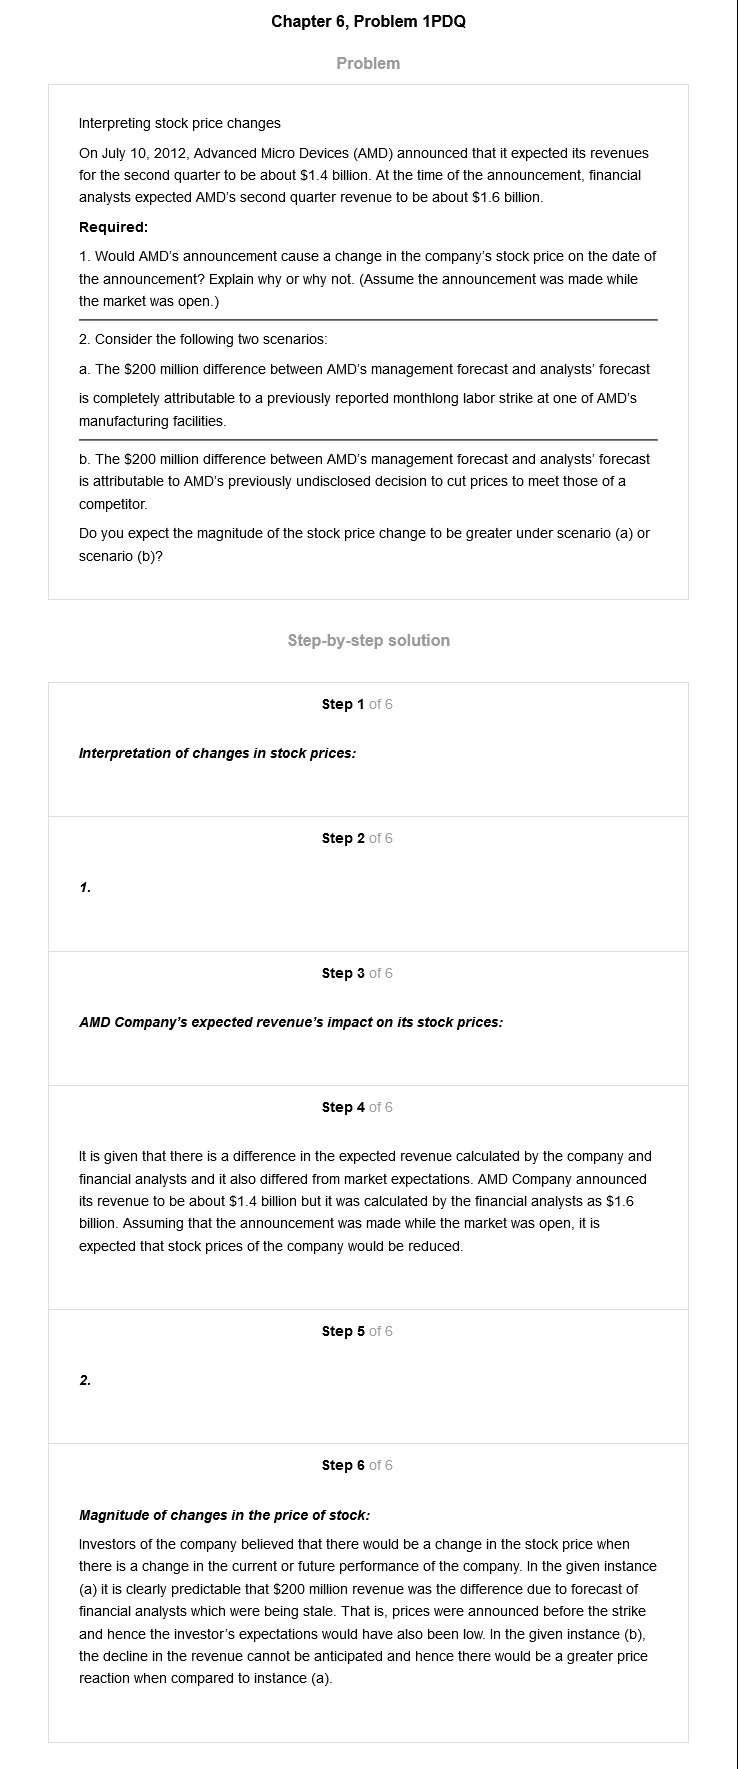 Chapter 6, Problem 1PDQ
Problem
Interpreting stock price changes
On July 10, 2012, Advanced Micro Devices (AMD) announced that it expected its revenues
for the second quarter to be about $1.4 billion. At the time of the announcement, financial
analysts expected AMD's second quarter revenue to be about $1.6 billion.
Required:
1. Would AMD's announcement cause a change in the company's stock price on the date of
the announcement? Explain why or why not. (Assume the announcement was made while
the market was open.)
2. Consider the following two scenarios:
a. The $200 million difference between AMD's management forecast and analysts' forecast
is completely attributable to a previously reported monthlong labor strike at one of AMD's
manufacturing facilities.
b. The $200 million difference between AMD's management forecast and analysts' forecast
is attributable to AMD's previously undisclosed decision to cut prices to meet those of a
competitor.
Do you expect the magnitude of the stock price change to be greater under scenario (a) or
scenario (b)?
Step-by-step solution
Step 1 of 6
Interpretation of changes in stock prices:
Step 2 of 6
1.
Step 3 of 6
AMD Company's expected revenue's impact on its stock prices:
Step 4 of 6
It is given that there is a difference in the expected revenue calculated by the company and
financial analysts and it also differed from market expectations. AMD Company announced
its revenue to be about $1.4 billion but it was calculated by the financial analysts as $1.6
billion. Assuming that the announcement was made while the market was open, it is
expected that stock prices of the company would be reduced.
Step 5 of 6
2.
Step 6 of 6
Magnitude of changes in the price of stock:
Investors of the company believed that there would be a change in the stock price when
there is a change in the current or future performance of the company. In the given instance
(a) it is clearly predictable that $200 million revenue was the difference due to forecast of
financial analysts which were being stale. That is, prices were announced before the strike
and hence the investor's expectations would have also been low. In the given instance (b),
the decline in the revenue cannot be anticipated and hence there would be a greater price
reaction when compared to instance (a).